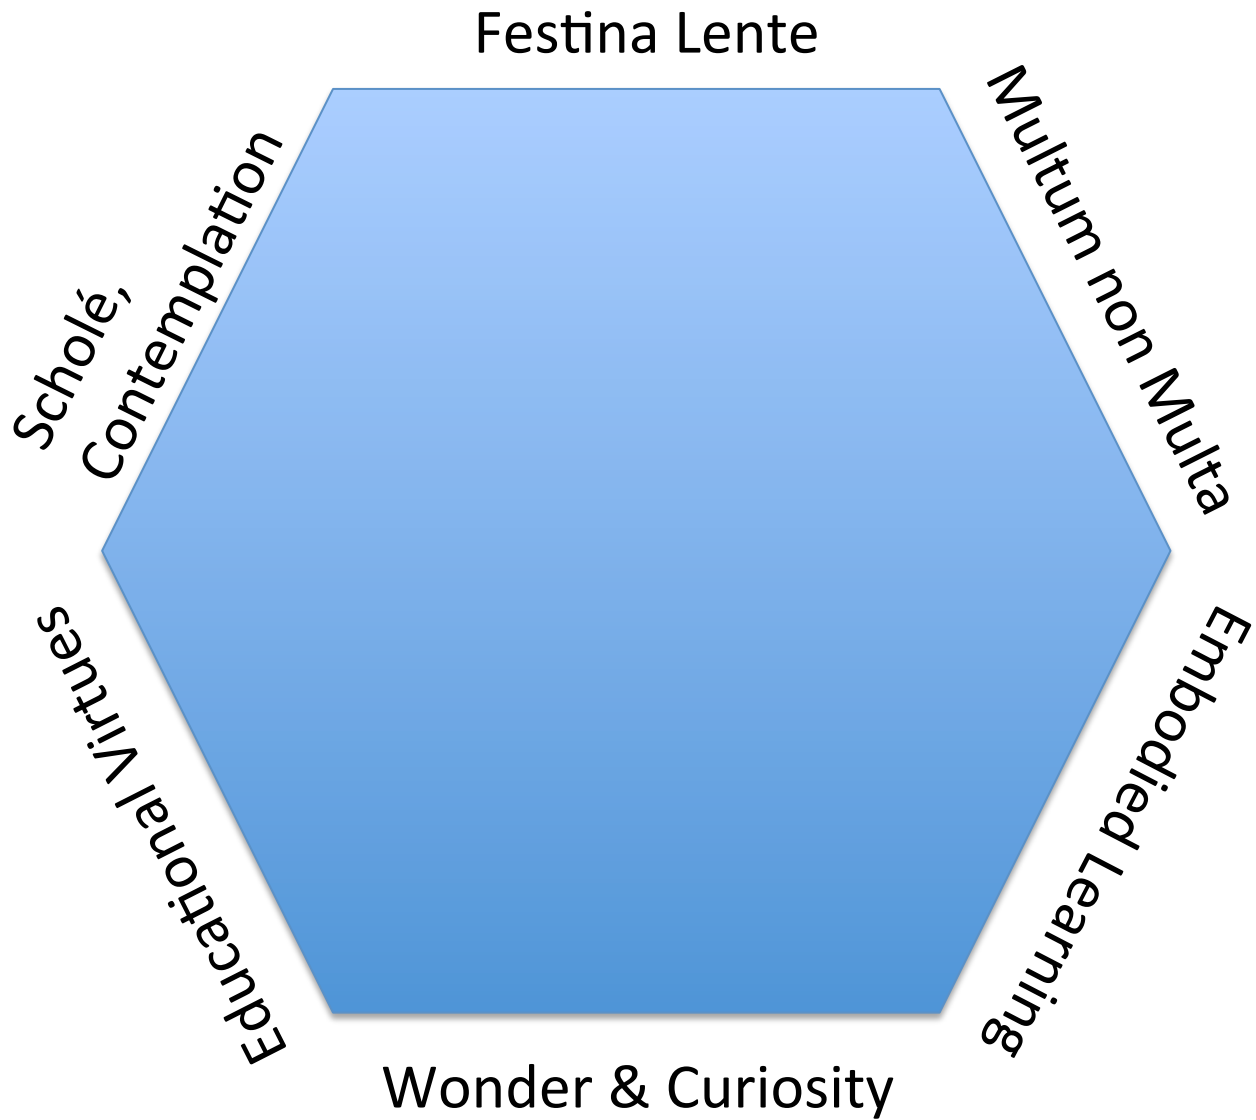 Festina Lente
Multum non Multa
Embodied Learning
Wonder & Curiosity
Educational Virtues
Scholé,
Contemplation